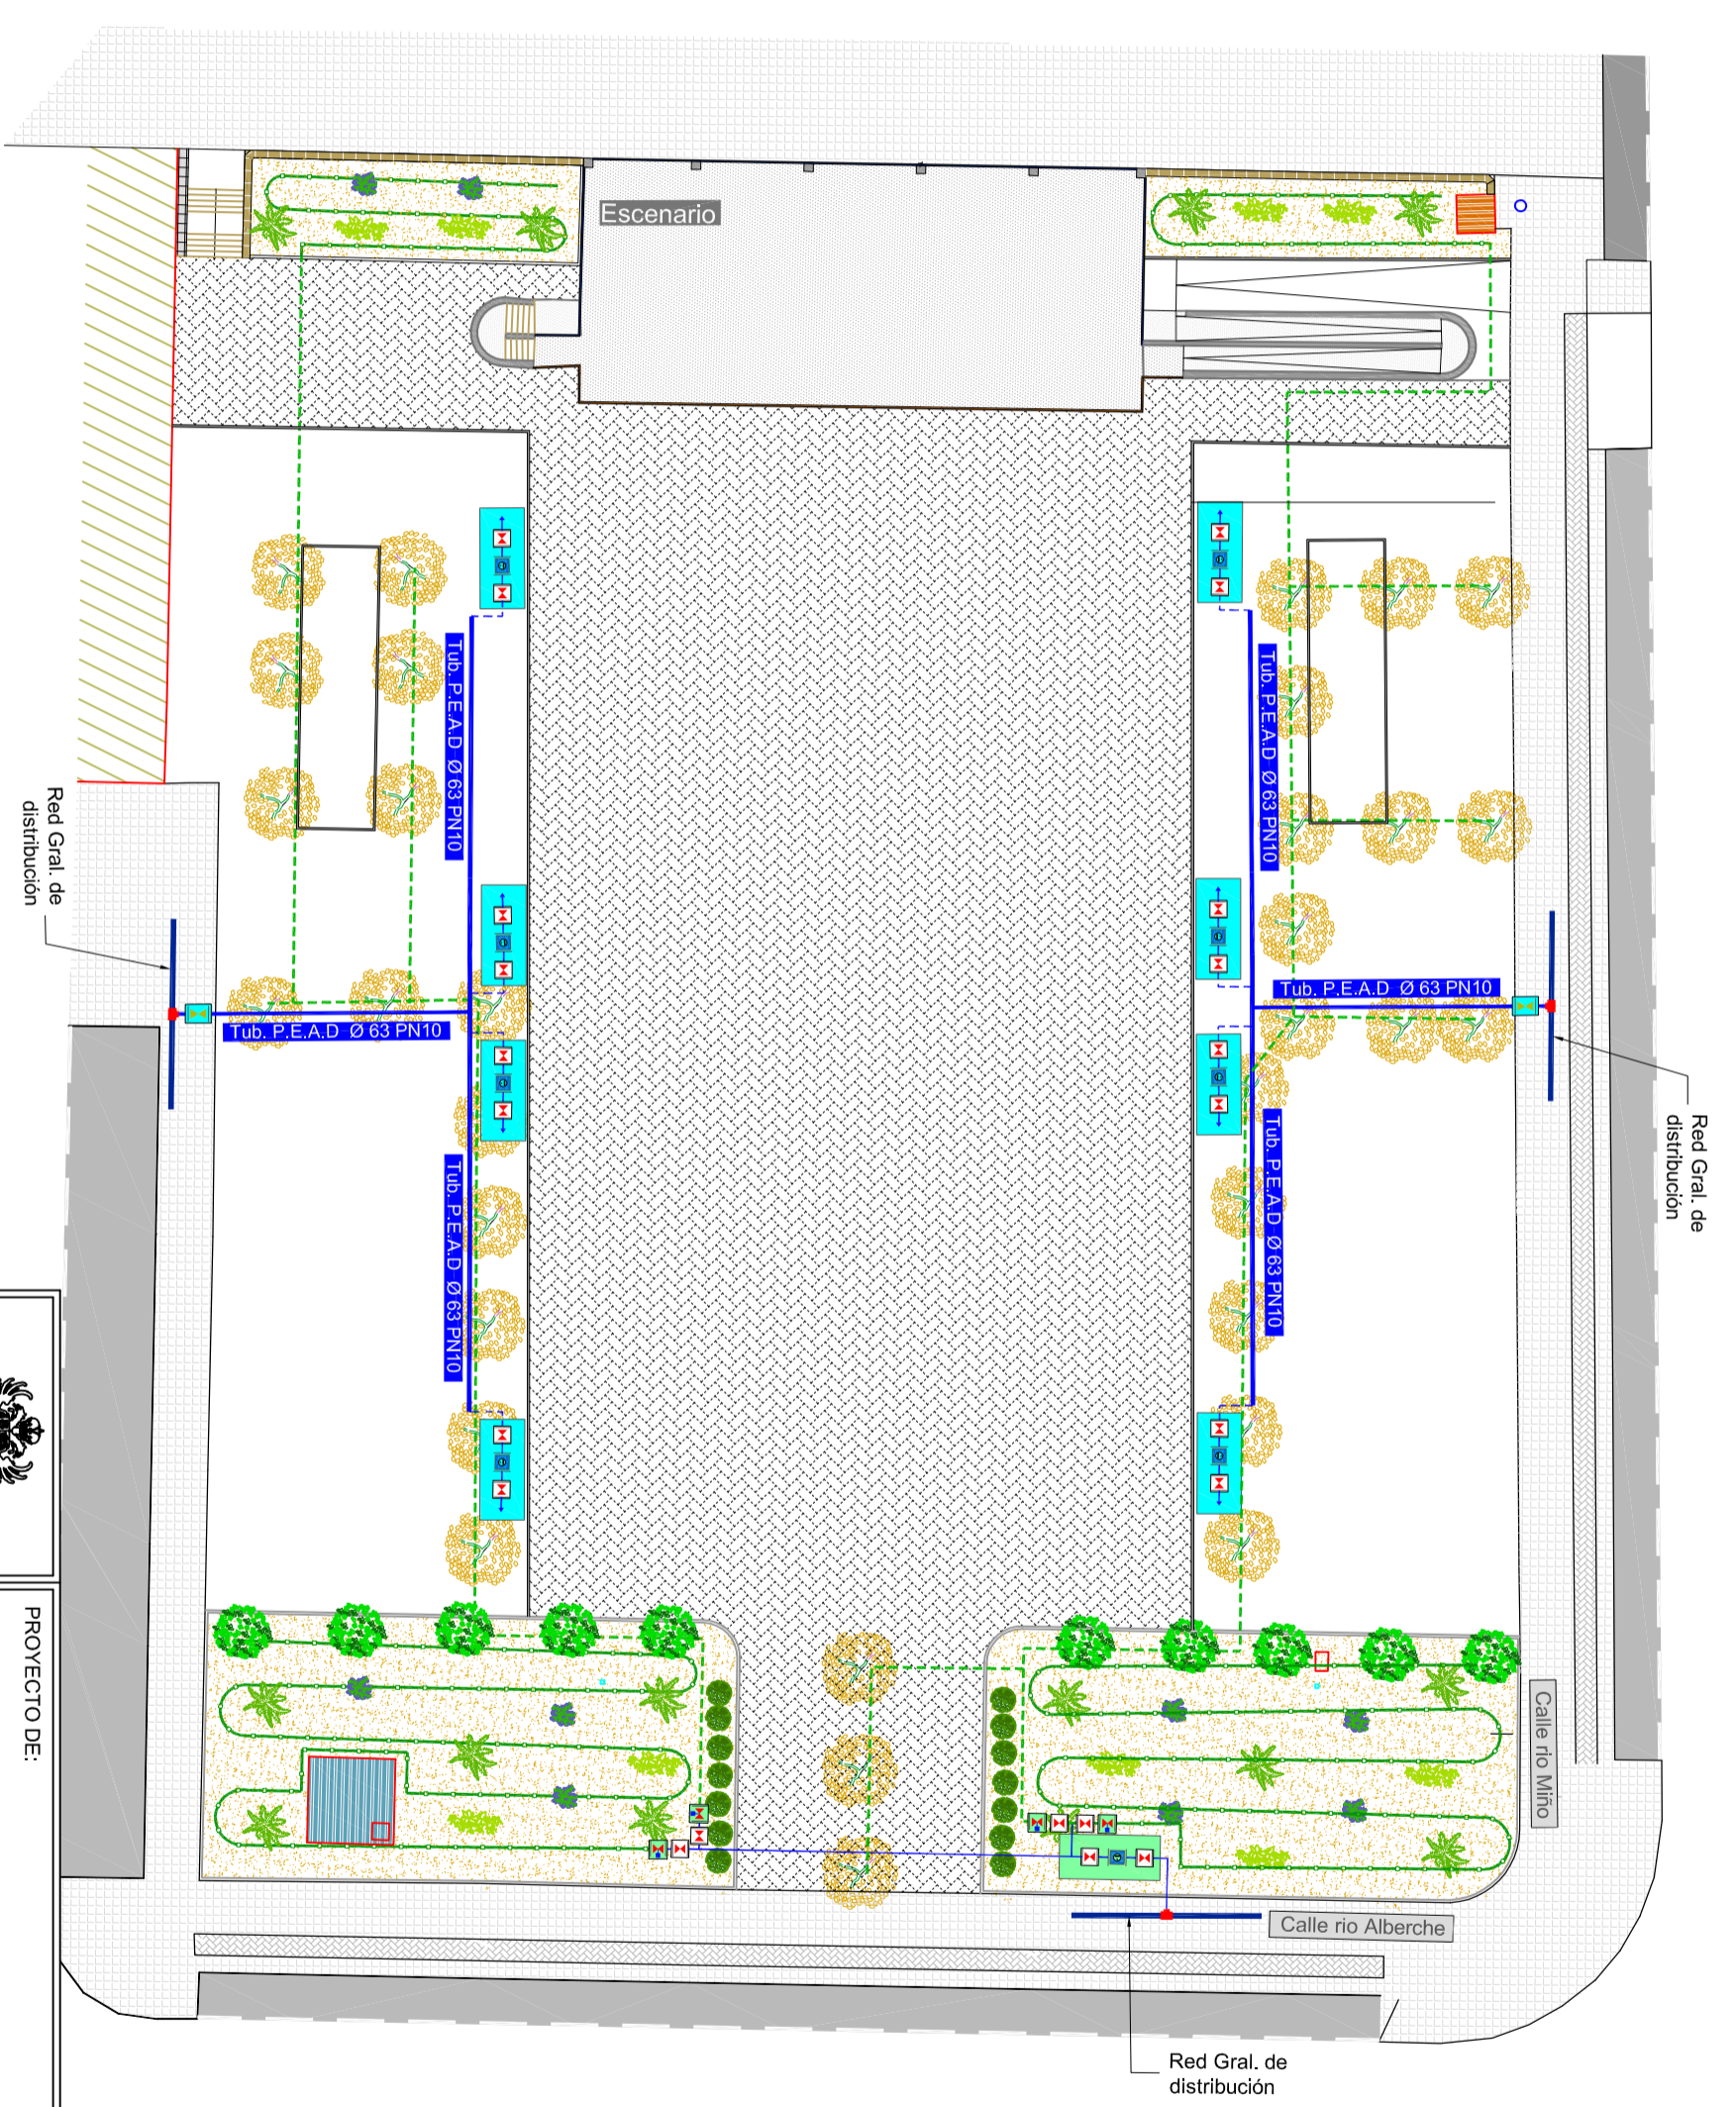 Escenario
Tub. P.E.A.D Ø 63 PN10
Tub. P.E.A.D Ø 63 PN10
Red Gral. de
distribución
Tub. P.E.A.D Ø 63 PN10
Tub. P.E.A.D Ø 63 PN10
Red Gral. de
distribución
Tub. P.E.A.D Ø 63 PN10
Tub. P.E.A.D Ø 63 PN10
PROYECTO DE:
Calle rio Miño
Calle rio Alberche
Red Gral. de
distribución